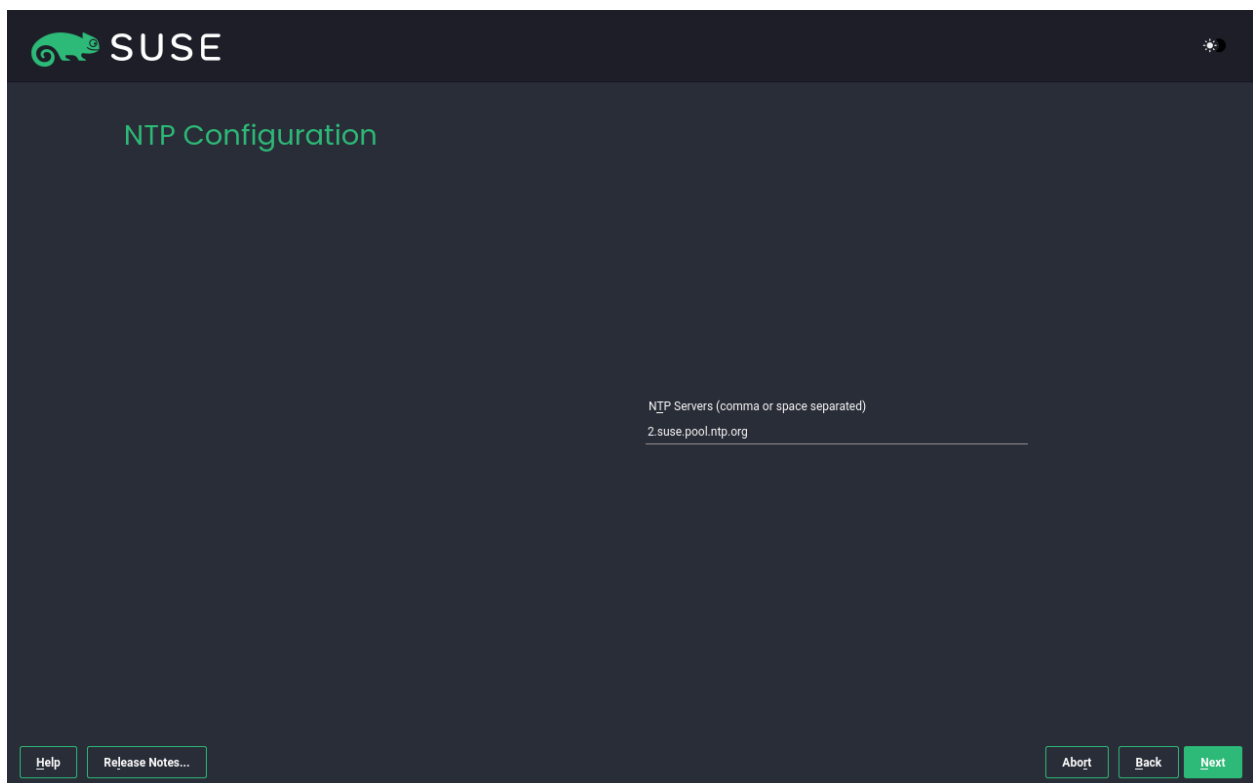 SUSE
NTP Configuration
NTP Servers (comma or space separated)
2.suse.pool.ntp.org
Help
Release Notes...
Abort
Back
Next